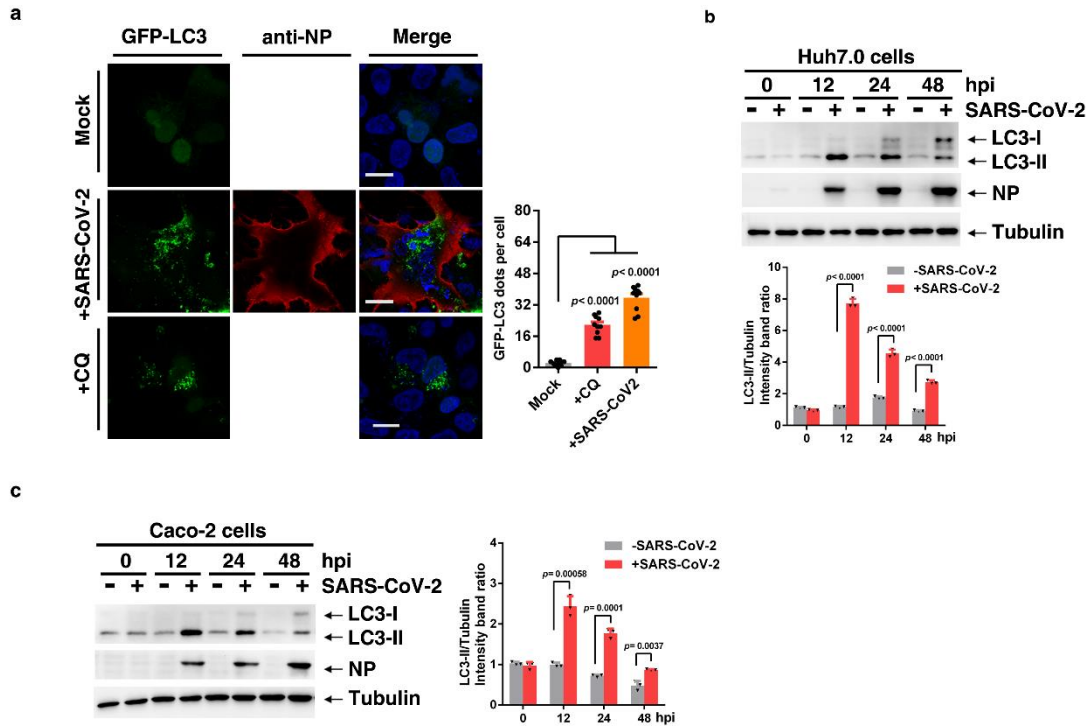 a
GFP-LC3 anti-NP Merge
Mock
+SARS-CoV-2
+CQ
GFP-LC3 dots per cell
80
64
48
32
16
0
p< 0.0001
p< 0.0001
Mock
+CQ
+SARS-CoV2
b
Huh7.0 cells
0 12 24 48 hpi
- + - + - + - + SARS-CoV-2
← LC3-I
← LC3-II
← NP
← Tubulin
LC3-II/Tubulin
Intensity band ratio
10
8
6
4
2
0
-SARS-CoV-2
+SARS-CoV-2
p< 0.0001
p< 0.0001
p< 0.0001
0 12 24 48 hpi
c
Caco-2 cells
0 12 24 48 hpi
- + - + - + - + SARS-CoV-2
← LC3-I
← LC3-II
← NP
← Tubulin
LC3-II/Tubulin
Intensity band ratio
4
3
2
1
0
-SARS-CoV-2
+SARS-CoV-2
p= 0.00058
p= 0.0001
p= 0.0037
0 12 24 48 hpi